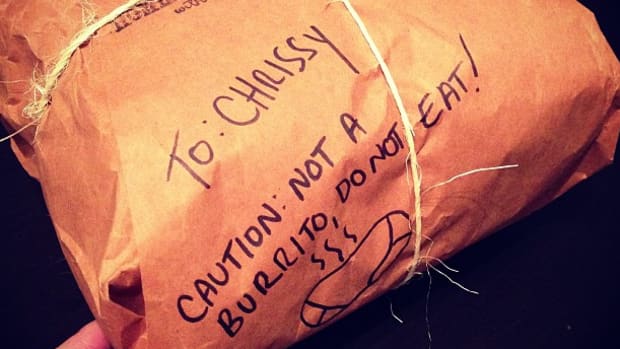 To: CHRISSY
CAUTION: NOT A
BURRITO, DO NOT EAT!